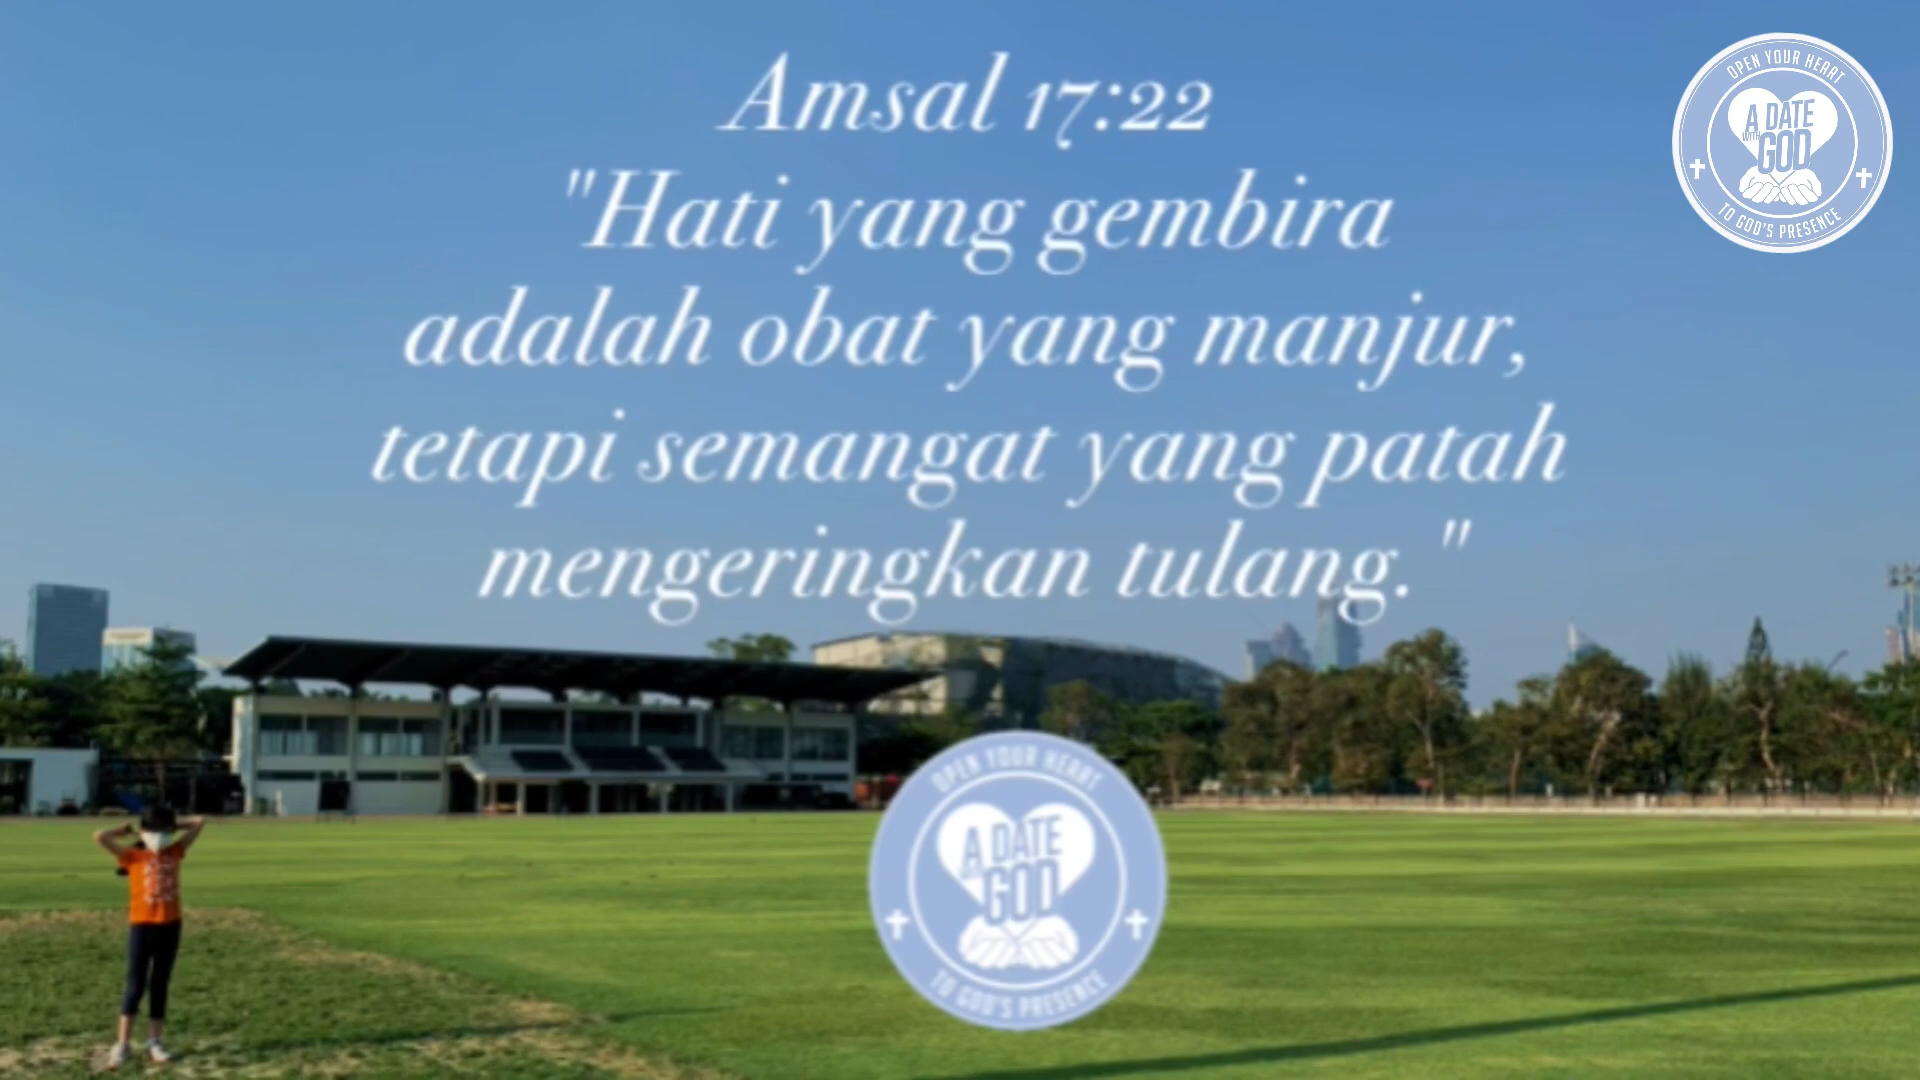 Amsal 17:22
"Hati yang gembira
adalah obat yang manjur,
tetapi semangat yang patah
mengeringkan tulang."
OPEN YOUR HEART
A DATE
WITH
GOD
TO GOD'S PRESENCE
OPEN YOUR HEART
A DATE
GOD
TO GOD'S PRESENCE